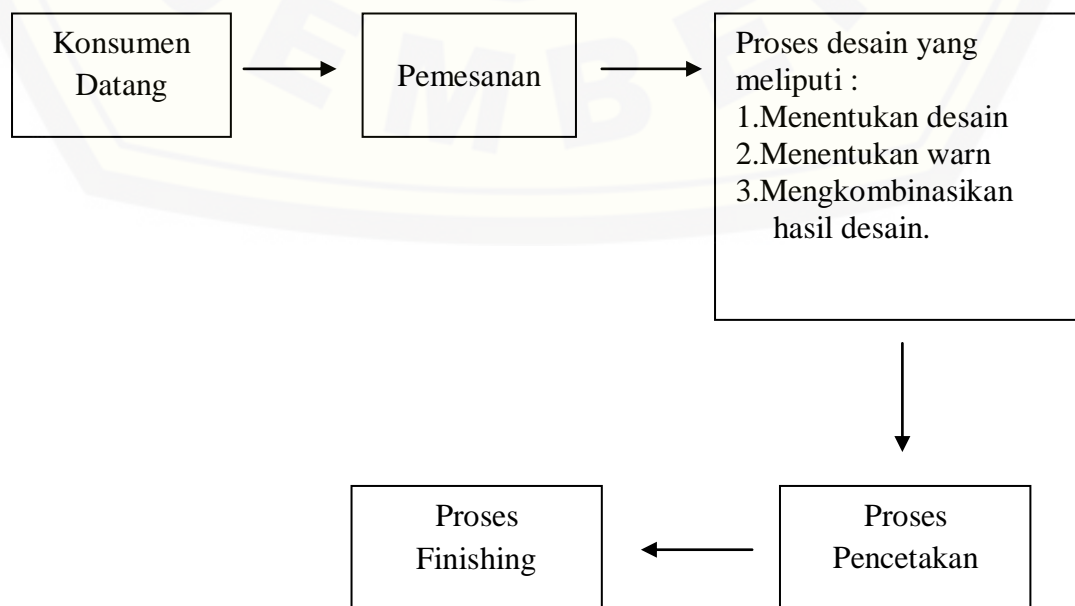 Konsumen
Datang
Pemesanan
Proses desain yang
meliputi :
1.Menentukan desain
2.Menentukan warn
3.Mengkombinasikan
hasil desain.
Proses
Finishing
Proses
Pencetakan